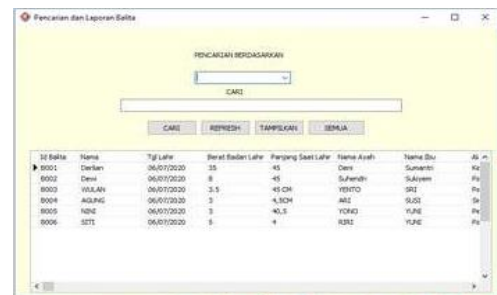 Pencarian dan Laporan Balita
PENCARIAN BERDASARKAN
CARI
CARI REFRESH TAMPILKAN SEMUA
Id Balita Nama Tgl Lahir Berat Badan Lahir Panjang Saat Lahir Nama Ayah Nama Ibu
B001 Derlian 06/07/2020 35 45 Deni Sumantri
B002 Dewi 06/07/2020 8 45 Suhendri Sukiyem
B003 WULAN 06/07/2020 3.5 45 CM YENTO SRI
B004 AGUNG 06/07/2020 3 4,5CM ARI SUSI
B005 NINI 06/07/2020 3 40,5 YONO YUNI
B006 SITI 06/07/2020 5 4 RIRI YUNE